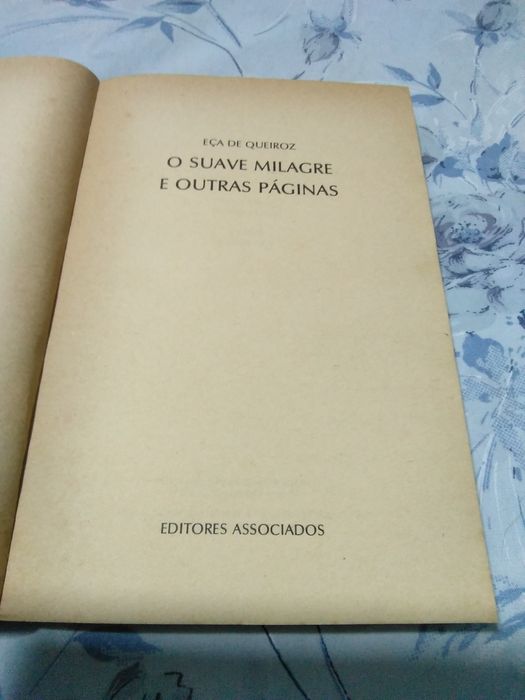 EÇA DE QUEIROZ
O SUAVE MILAGRE
E OUTRAS PÁGINAS
EDITORES ASSOCIADOS